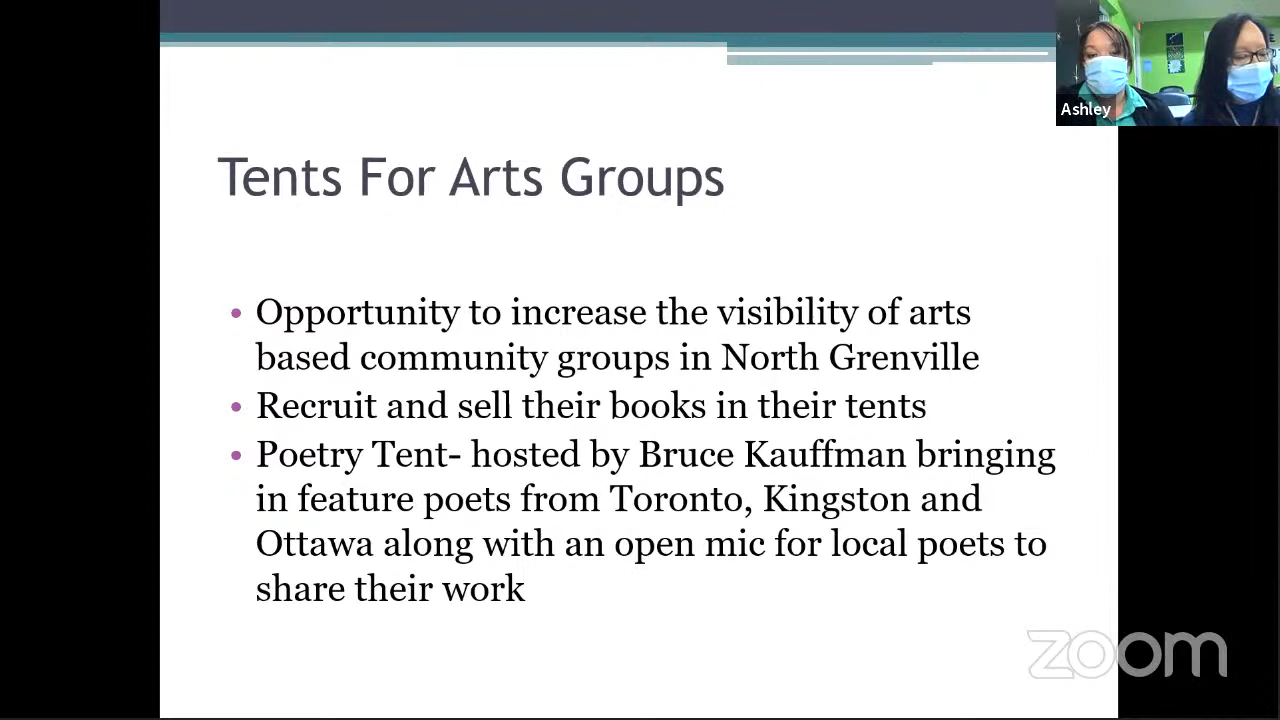 Ashley
Tents For Arts Groups
• Opportunity to increase the visibility of arts
based community groups in North Grenville
• Recruit and sell their books in their tents
• Poetry Tent- hosted by Bruce Kauffman bringing
in feature poets from Toronto, Kingston and
Ottawa along with an open mic for local poets to
share their work
zoom